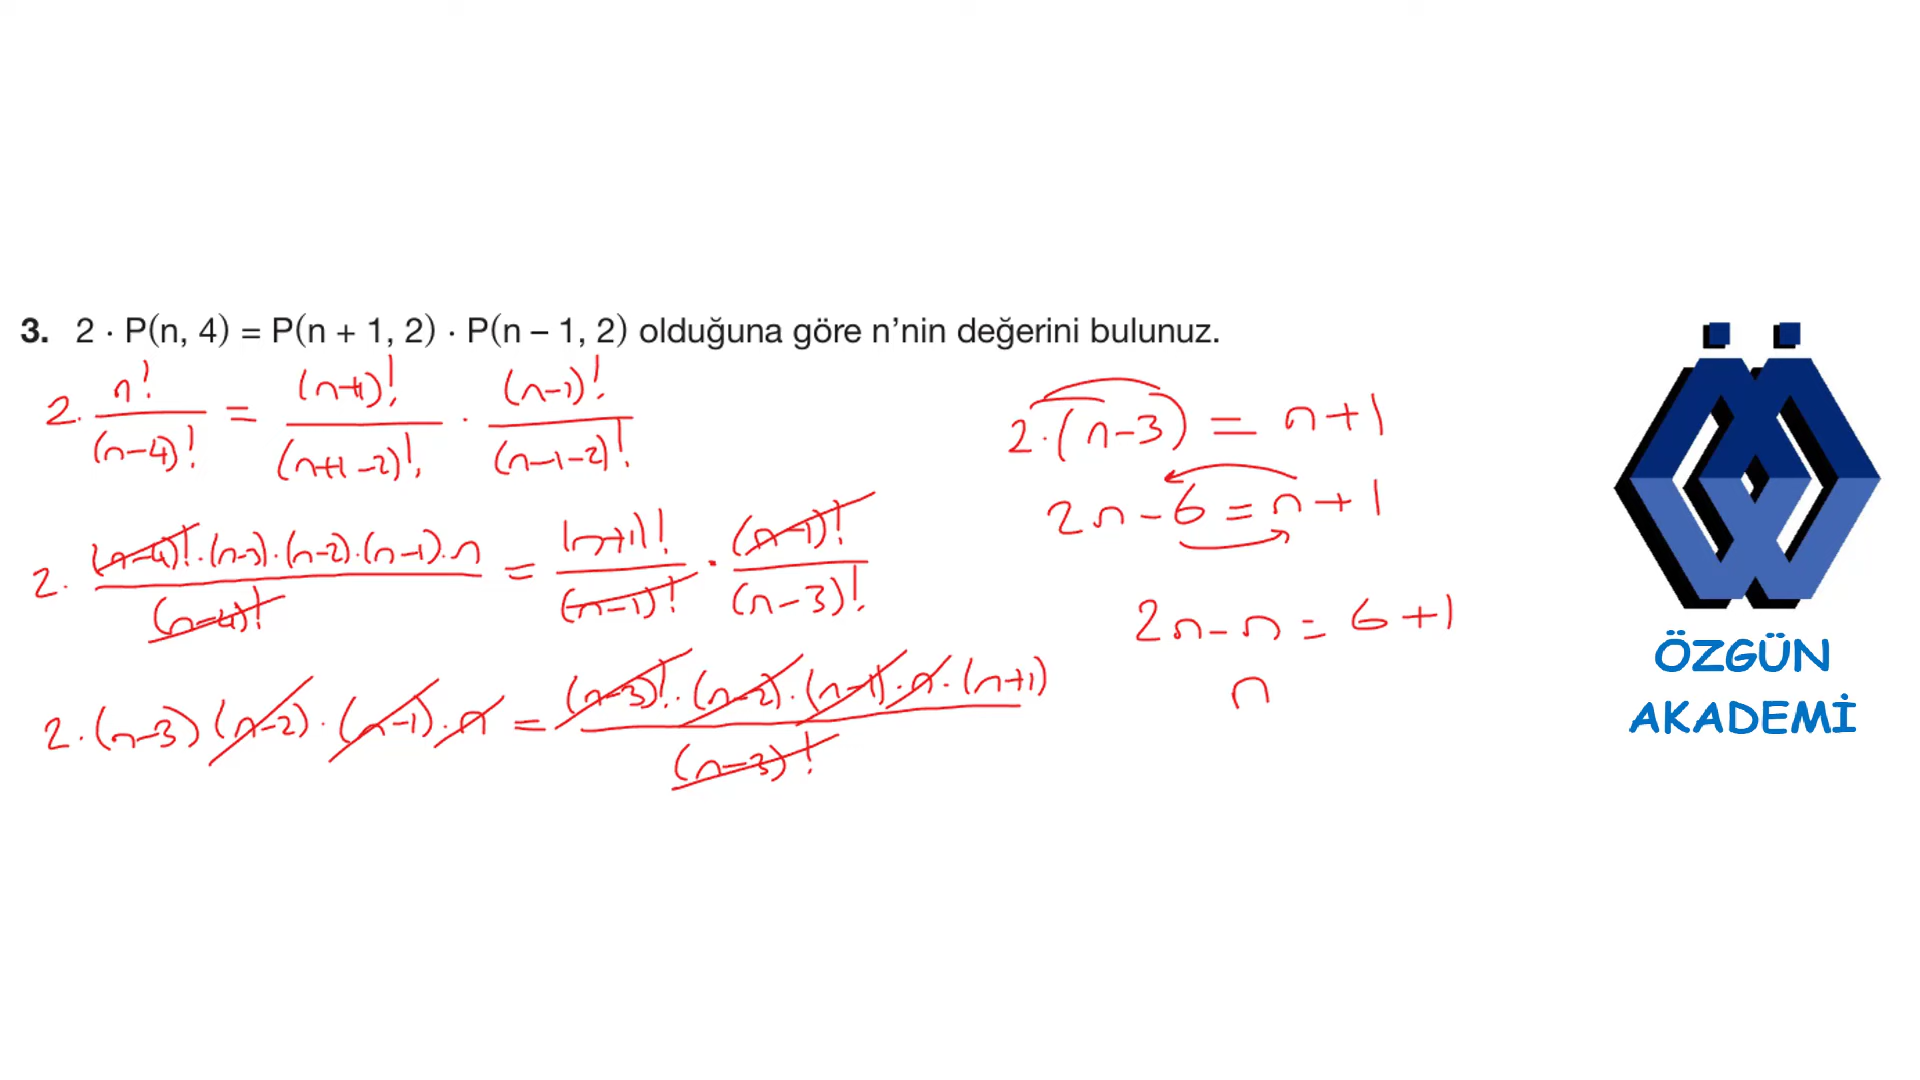 3. 2 · P(n, 4) = P(n + 1, 2) · P(n – 1, 2) olduğuna göre n’nin değerini bulunuz.
2. n!/(n-4)! = (n+1)!/(n+1-2)! · (n-1)!/(n-1-2)!
2. (n-4)!.(n-3).(n-2).(n-1).n/(n-4)! = (n+1)!/(n-1)! · (n-1)!/(n-3)!
2.(n-3)(n-2).(n-1).n = (n-3)!.(n-2).(n-1).n.(n+1)/(n-3)!
2.(n-3) = n+1
2n-6 = n+1
2n-n = 6+1
n
ÖZGÜN
AKADEMİ